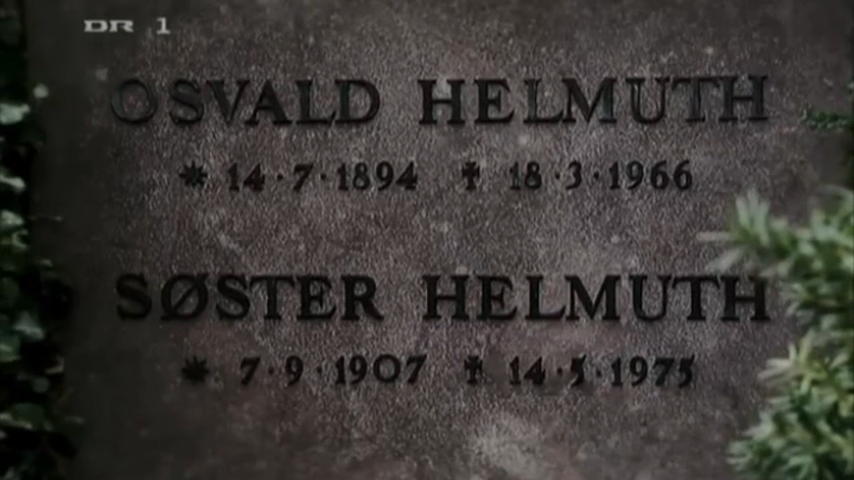 DR 1
OSVALD HELMUTH
* 14·7·1894 ✝ 18·3·1966
SØSTER HELMUTH
* 7·9·1907 ✝ 14·5·1975